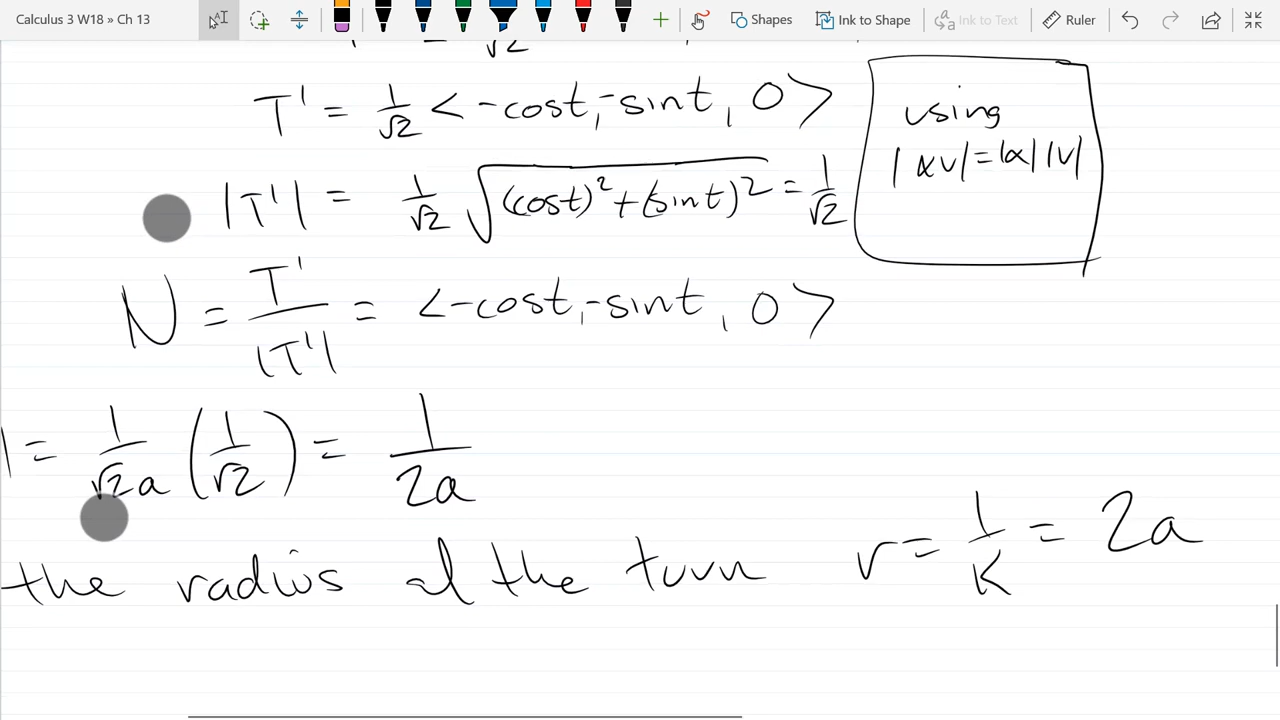 Calculus 3 W18 » Ch 13
Shapes
Ink to Shape
Ink to Text
Ruler
√2
T' = 1/√2 < -cost, -sint, 0 >
using
|αv| = |α| |v|
|T'| = 1/√2 √((cost)² + (sint)²) = 1/√2
N = T'/|T'| = < -cost, -sint, 0 >
| = 1/√2a (1/√2) = 1/2a
the radius of the turn r = 1/K = 2a